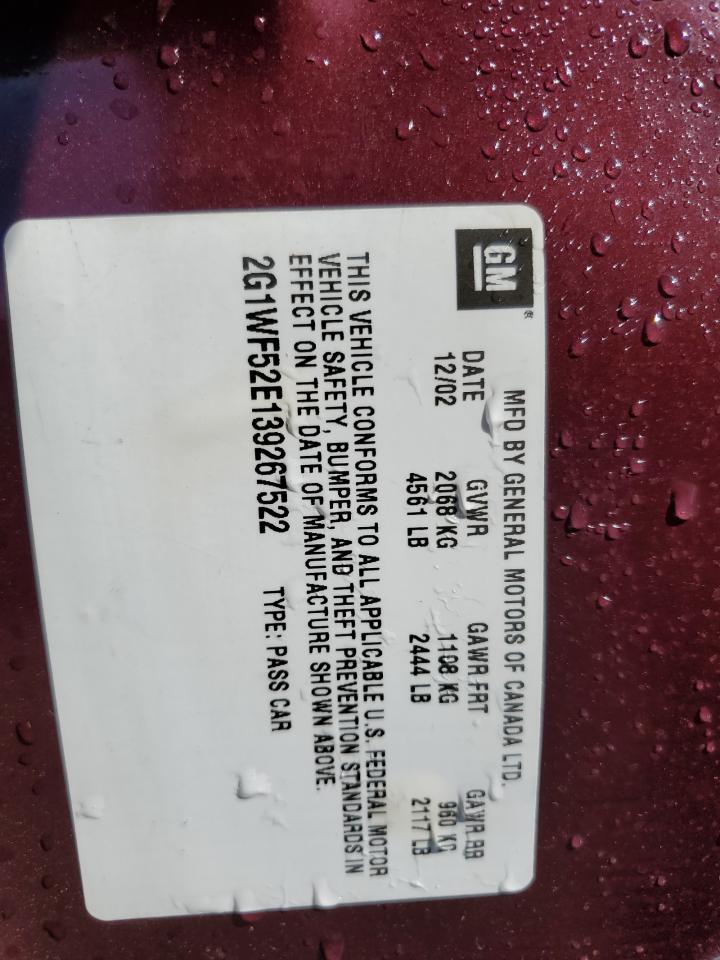 GM®
MFD BY GENERAL MOTORS OF CANADA LTD.
DATE GVWR GAWR FRT GAWR RR
12/02 2068 KG 1108 KG 960 KG
4561 LB 2444 LB 2117 LB
THIS VEHICLE CONFORMS TO ALL APPLICABLE U.S. FEDERAL MOTOR
VEHICLE SAFETY, BUMPER, AND THEFT PREVENTION STANDARDS IN
EFFECT ON THE DATE OF MANUFACTURE SHOWN ABOVE.
2G1WF52E139267522 TYPE: PASS CAR